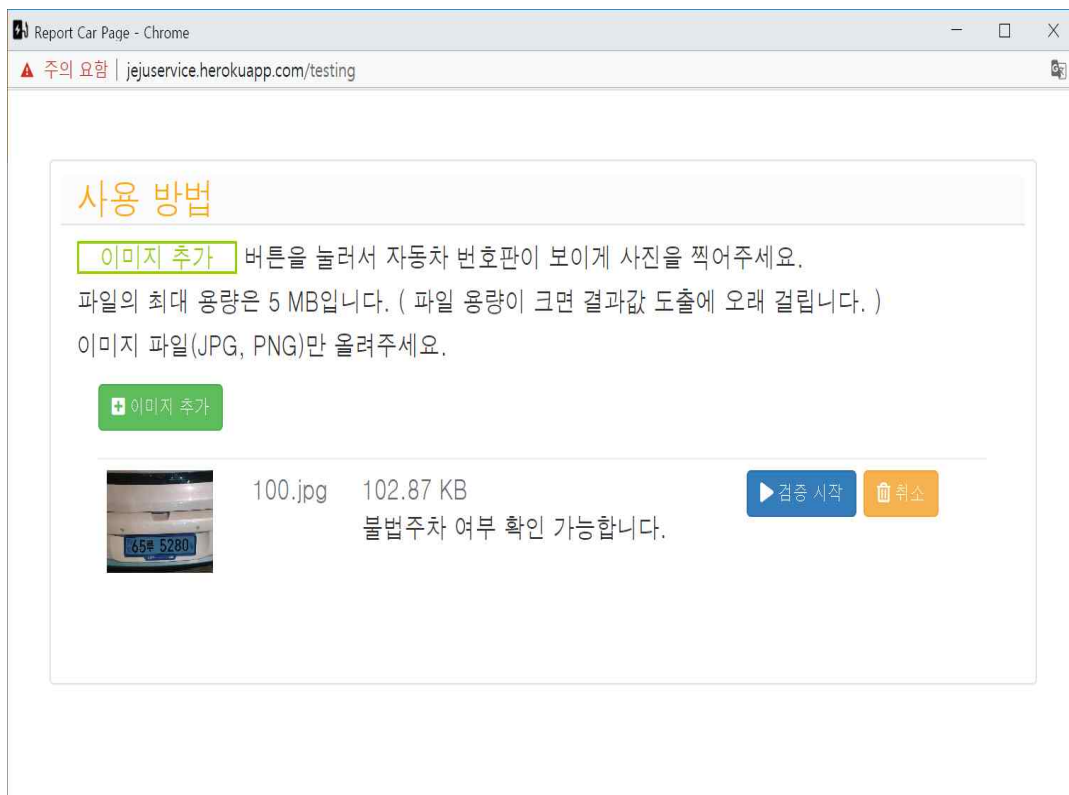 Report Car Page - Chrome
주의 요함 | jejuservice.herokuapp.com/testing
사용 방법
이미지 추가 버튼을 눌러서 자동차 번호판이 보이게 사진을 찍어주세요.
파일의 최대 용량은 5 MB입니다. ( 파일 용량이 크면 결과값 도출에 오래 걸립니다. )
이미지 파일(JPG, PNG)만 올려주세요.
이미지 추가
100.jpg 102.87 KB 검증 시작 취소
불법주차 여부 확인 가능합니다.
65루 5280